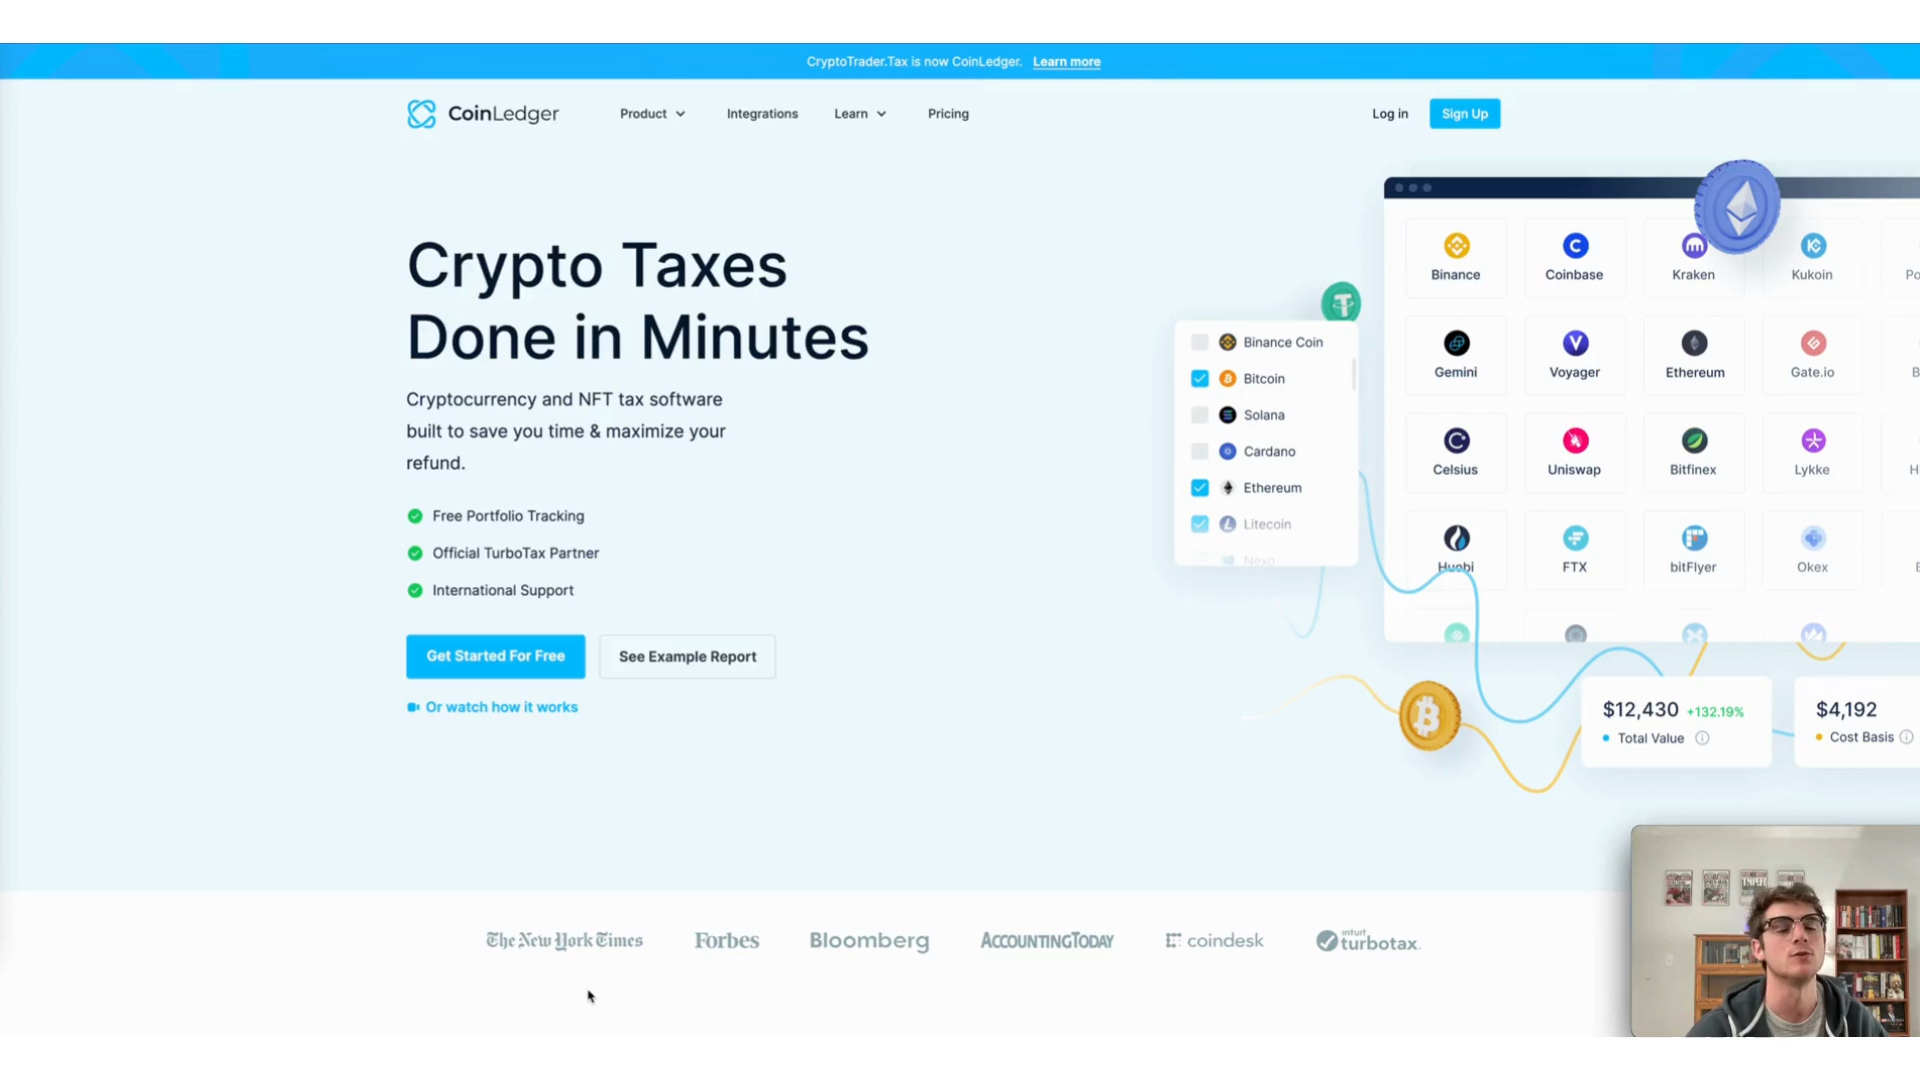 CryptoTrader.Tax is now CoinLedger. Learn more
CoinLedger
Product
Integrations
Learn
Pricing
Log in
Sign Up
Crypto Taxes
Done in Minutes
Cryptocurrency and NFT tax software
built to save you time & maximize your
refund.
Free Portfolio Tracking
Official TurboTax Partner
International Support
Get Started For Free
See Example Report
Or watch how it works
Binance Coin
Bitcoin
Solana
Cardano
Ethereum
Litecoin
Nexo
Binance
Coinbase
Kraken
Kucoin
Gemini
Voyager
Ethereum
Gate.io
Celsius
Uniswap
Bitfinex
Lykke
Huobi
FTX
bitFlyer
Okex
$12,430 +132.19%
Total Value
$4,192
Cost Basis
The New York Times
Forbes
Bloomberg
ACCOUNTINGTODAY
coindesk
intuit
turbotax.